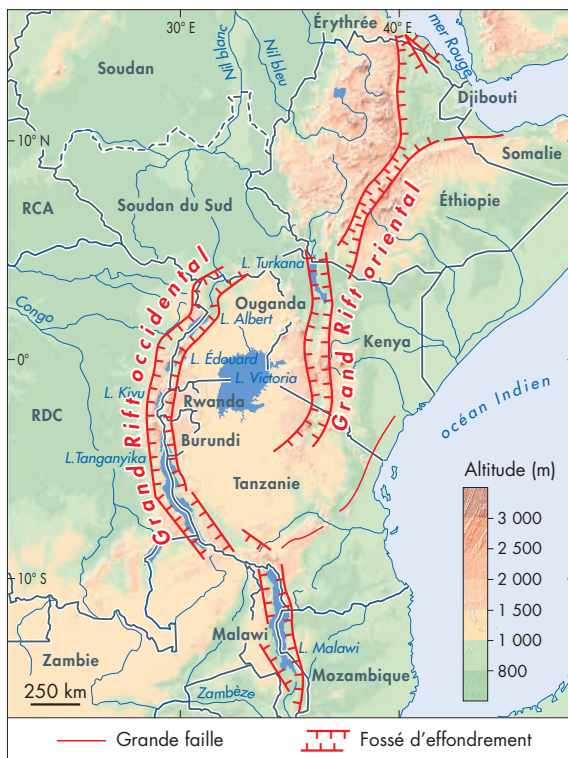 30° E
Érythrée
40° E
mer Rouge
Soudan
Nil blanc
Nil bleu
Djibouti
10° N
Somalie
RCA
Soudan du Sud
Éthiopie
Grand Rift oriental
L. Turkana
Grand Rift occidental
Ouganda
Congo
L. Albert
Kenya
0°
L. Édouard
L. Victoria
océan Indien
L. Kivu
Rwanda
RDC
Burundi
L.Tanganyika
Tanzanie
Altitude (m)
3 000
2 500
2 000
1 500
1 000
800
10° S
Malawi
L. Malawi
Zambie
Mozambique
250 km
Zambèze
Grande faille
Fossé d'effondrement